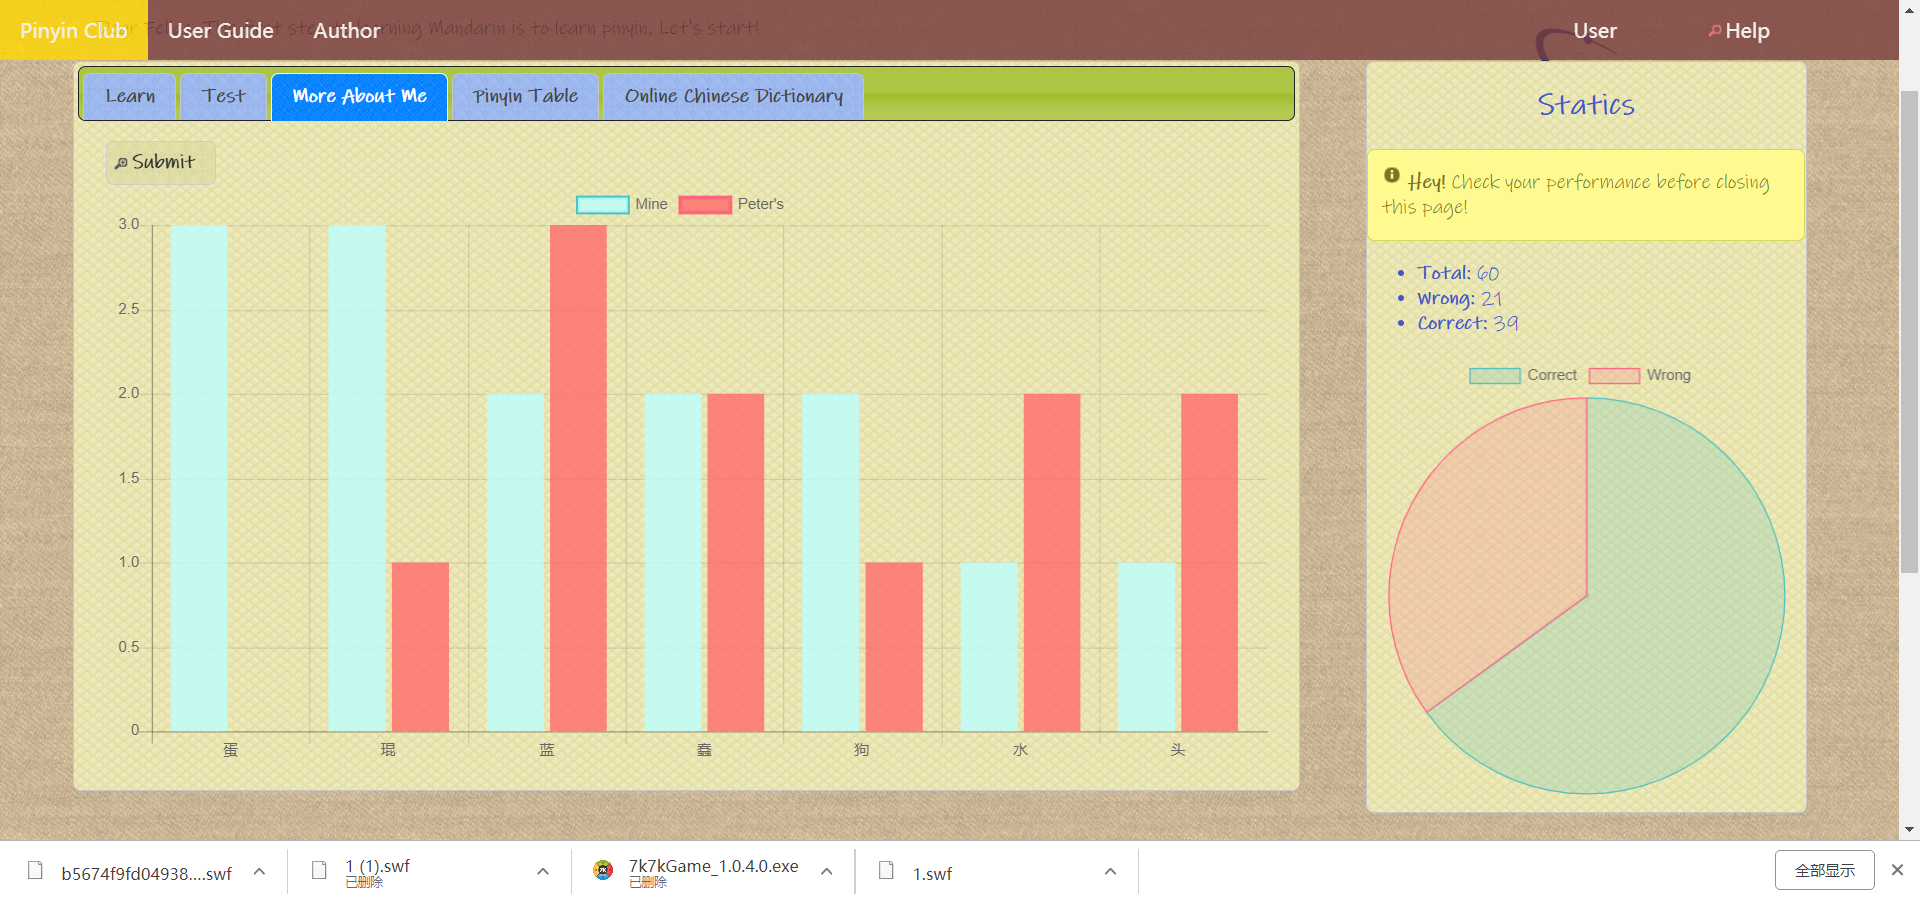 Pinyin Club
User Guide
Author
User
Help
learning Mandarin is to learn pinyin, Let's start!
Learn
Test
More About Me
Pinyin Table
Online Chinese Dictionary
Submit
Mine
Peter's
3.0
2.5
2.0
1.5
1.0
0.5
0
蛋
琨
蓝
蠢
狗
水
头
Statics
Hey! Check your performance before closing
this page!
Total: 60
Wrong: 21
Correct: 39
Correct
Wrong
b5674f9fd04938....swf
1 (1).swf
已删除
7k7kGame_1.0.4.0.exe
已删除
1.swf
全部显示